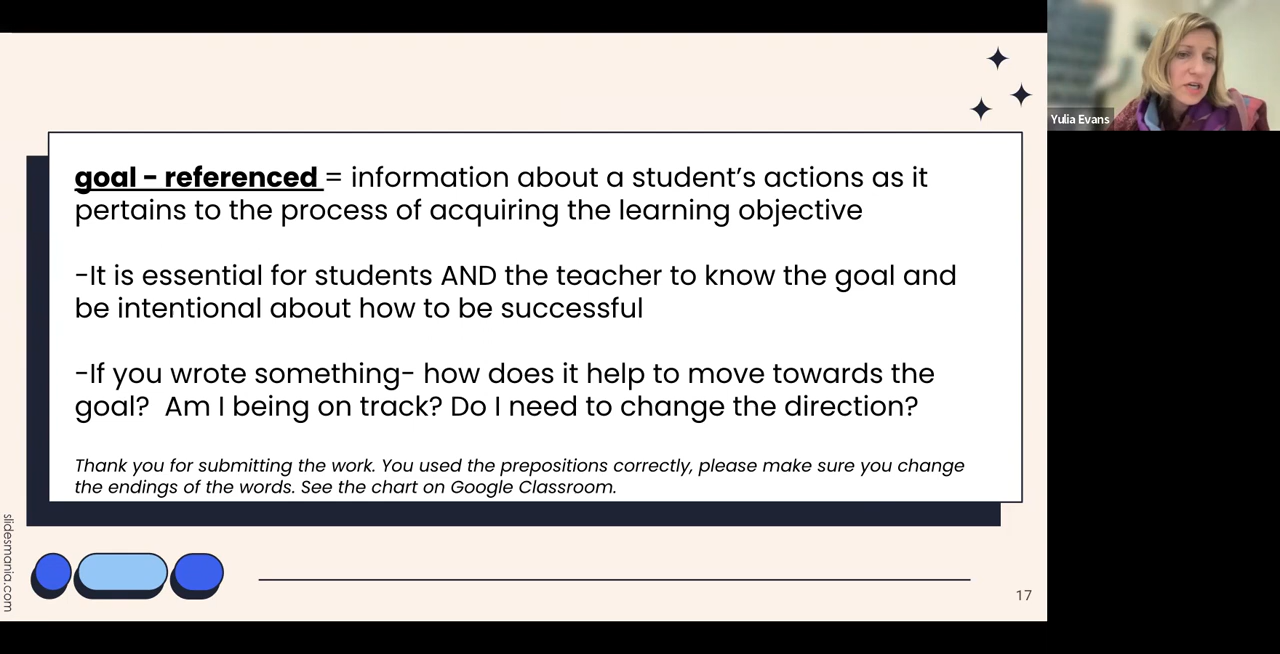 goal - referenced = information about a student's actions as it
pertains to the process of acquiring the learning objective
-It is essential for students AND the teacher to know the goal and
be intentional about how to be successful
-If you wrote something- how does it help to move towards the
goal?  Am I being on track? Do I need to change the direction?
Thank you for submitting the work. You used the prepositions correctly, please make sure you change
the endings of the words. See the chart on Google Classroom.
slidesmania.com
17
Yulia Evans